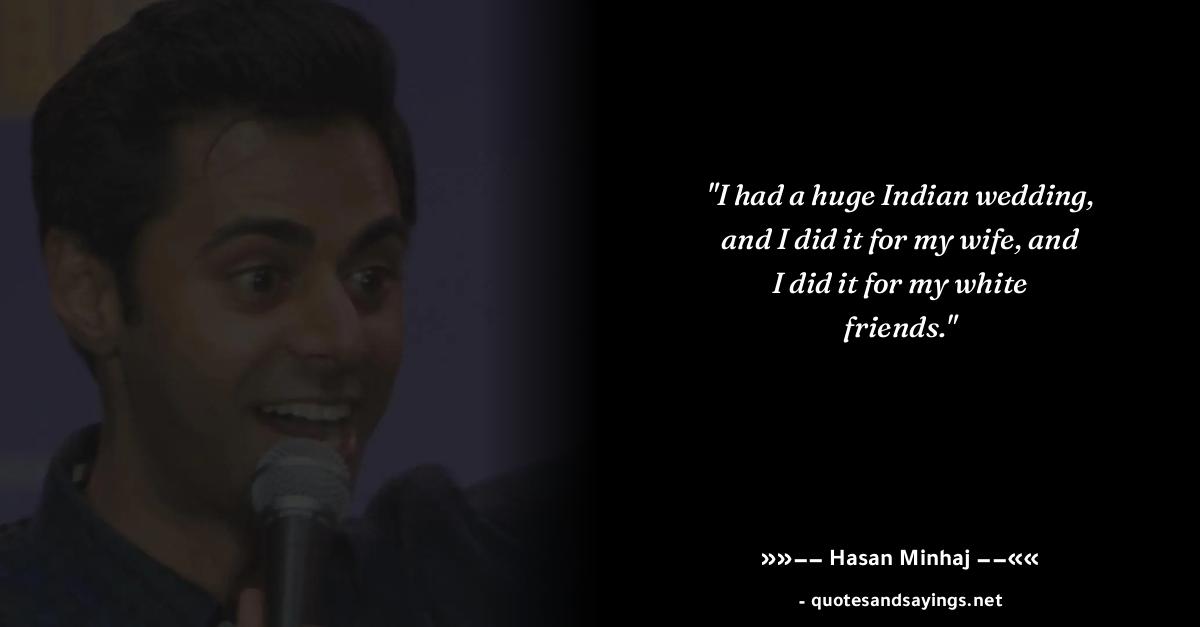 "I had a huge Indian wedding,
and I did it for my wife, and
I did it for my white
friends."
»»−− Hasan Minhaj −−««
- quotesandsayings.net